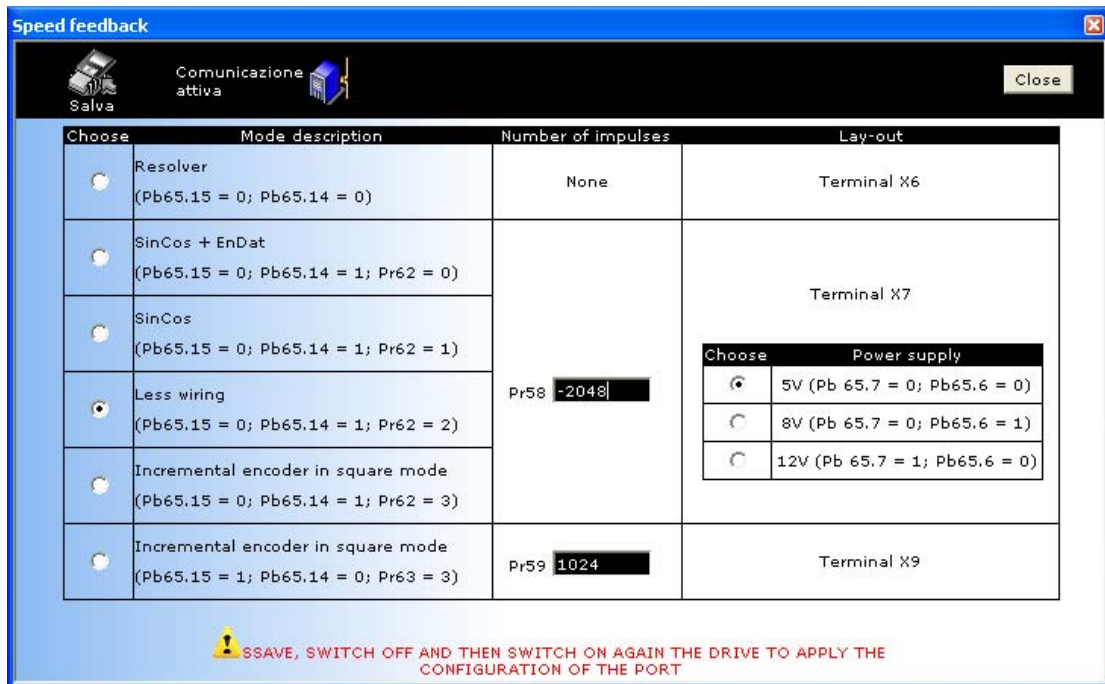 Speed feedback
Salva
Comunicazione
attiva
Close
Choose Mode description Number of impulses Lay-out
Resolver
(Pb65.15 = 0; Pb65.14 = 0)
None
Terminal X6
SinCos + EnDat
(Pb65.15 = 0; Pb65.14 = 1; Pr62 = 0)
SinCos
(Pb65.15 = 0; Pb65.14 = 1; Pr62 = 1)
Less wiring
(Pb65.15 = 0; Pb65.14 = 1; Pr62 = 2)
Incremental encoder in square mode
(Pb65.15 = 0; Pb65.14 = 1; Pr62 = 3)
Pr58 -2048
Terminal X7
Choose Power supply
5V (Pb 65.7 = 0; Pb65.6 = 0)
8V (Pb 65.7 = 0; Pb65.6 = 1)
12V (Pb 65.7 = 1; Pb65.6 = 0)
Incremental encoder in square mode
(Pb65.15 = 1; Pb65.14 = 0; Pr63 = 3)
Pr59 1024
Terminal X9
SSAVE, SWITCH OFF AND THEN SWITCH ON AGAIN THE DRIVE TO APPLY THE
CONFIGURATION OF THE PORT